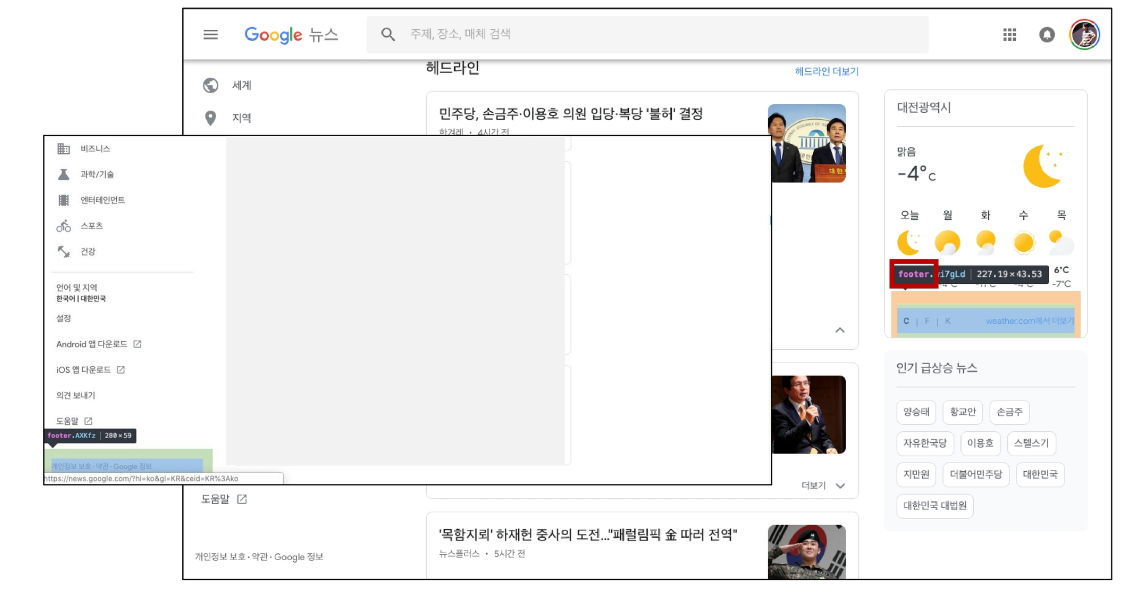 Google 뉴스
주제, 장소, 매체 검색
세계
지역
헤드라인
헤드라인 더보기
민주당, 손금주·이용호 의원 입당·복당 '불허' 결정
한겨레 • 4시간 전
대전광역시
맑음
-4°C
오늘 월 화 수 목
footer.vi7gLd | 227.19×43.53
6°C
-7°C
C | F | K
weather.com에서 더보기
인기 급상승 뉴스
양승태 황교안 손금주
자유한국당 이용호 스텔스기
지만원 더불어민주당 대한민국
대한민국 대법원
비즈니스
과학/기술
엔터테인먼트
스포츠
건강
언어 및 지역
한국어 | 대한민국
설정
Android 앱 다운로드
iOS 앱 다운로드
의견 보내기
도움말
footer.AXKfz | 280×59
개인정보 보호·약관·Google 정보
https://news.google.com/?hl=ko&gl=KR&ceid=KR%3Ako
더보기
도움말
'목함지뢰' 하재헌 중사의 도전..."패럴림픽 金 따러 전역"
뉴스플러스 • 5시간 전
개인정보 보호·약관·Google 정보